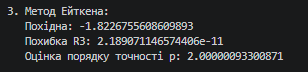 3. Метод Ейткена:
Похідна: -1.8226755608609893
Похибка R3: 2.189071146574406e-11
Оцінка порядку точності p: 2.00000093300871